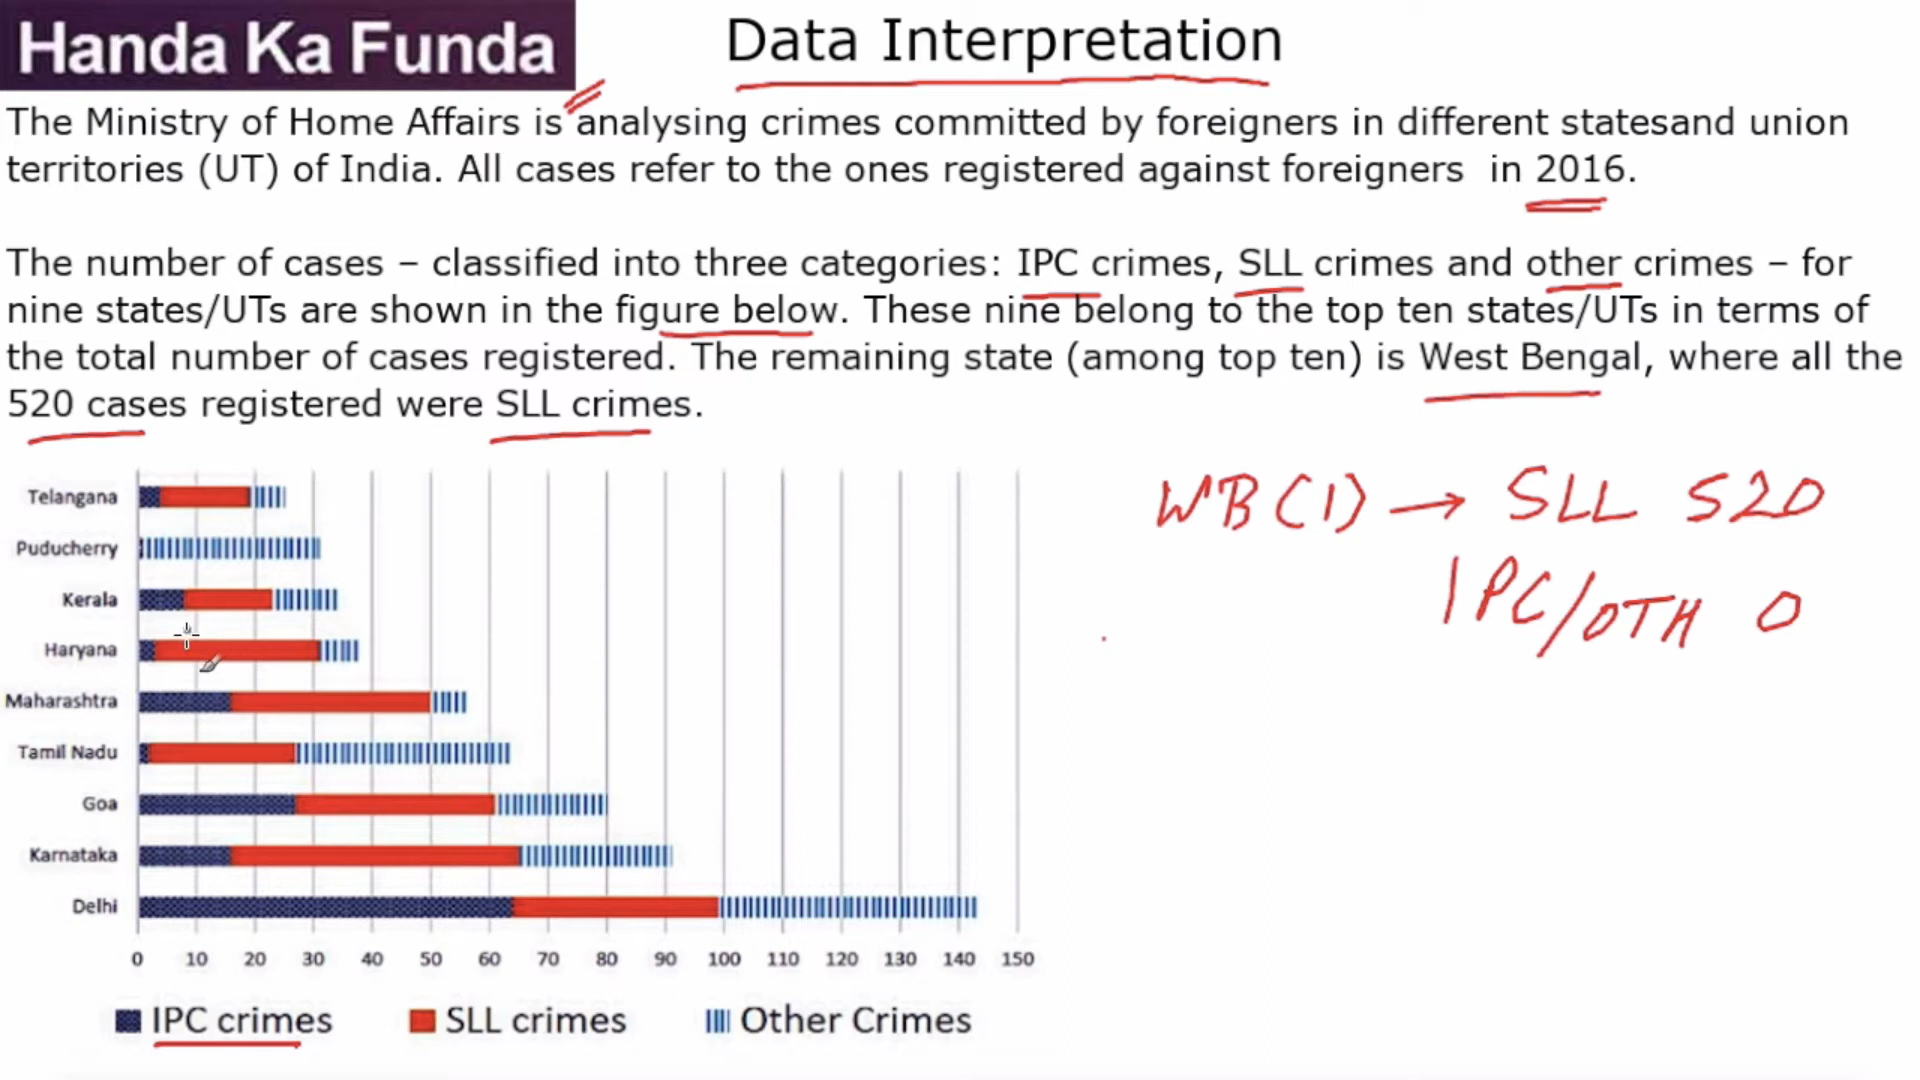 Handa Ka Funda
Data Interpretation
The Ministry of Home Affairs is analysing crimes committed by foreigners in different statesand union
territories (UT) of India. All cases refer to the ones registered against foreigners in 2016.
The number of cases – classified into three categories: IPC crimes, SLL crimes and other crimes – for
nine states/UTs are shown in the figure below. These nine belong to the top ten states/UTs in terms of
the total number of cases registered. The remaining state (among top ten) is West Bengal, where all the
520 cases registered were SLL crimes.
WB(1) → SLL 520
IPC/OTH 0
Telangana
Puducherry
Kerala
Haryana
Maharashtra
Tamil Nadu
Goa
Karnataka
Delhi
0 10 20 30 40 50 60 70 80 90 100 110 120 130 140 150
IPC crimes SLL crimes Other Crimes